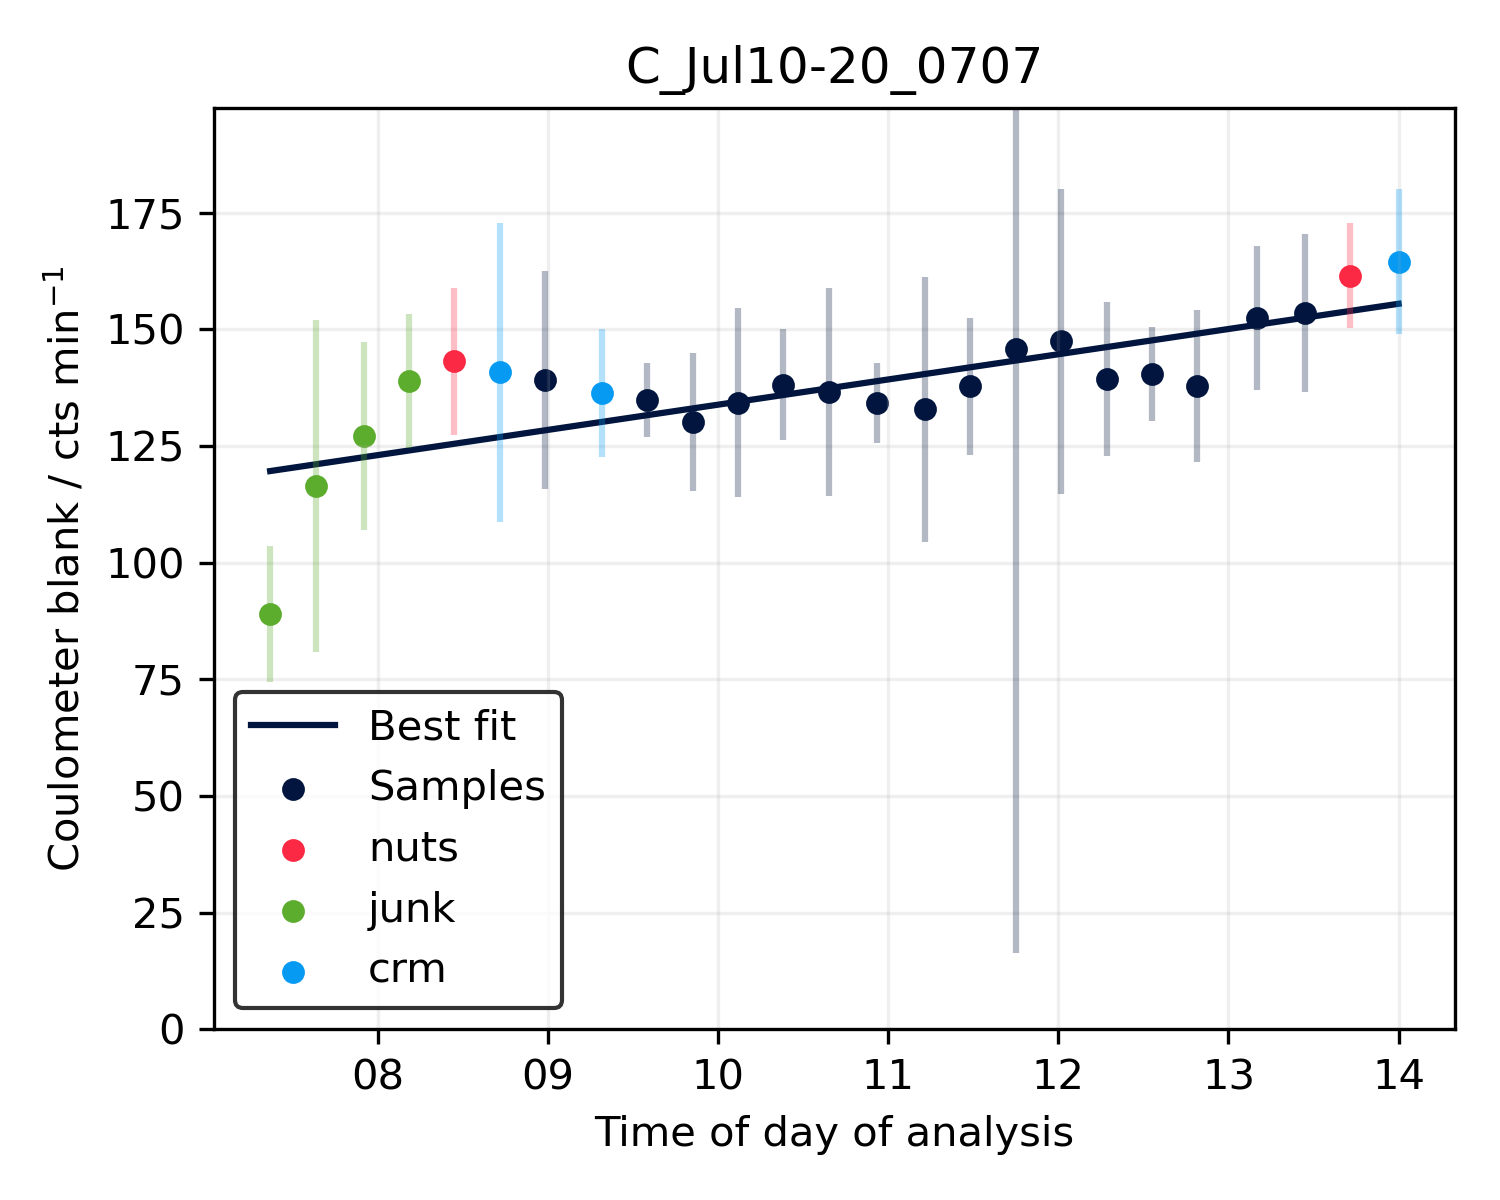 C_Jul10-20_0707
Coulometer blank / cts min⁻¹
175
150
125
100
75
50
25
0
Best fit
Samples
nuts
junk
crm
08 09 10 11 12 13 14
Time of day of analysis